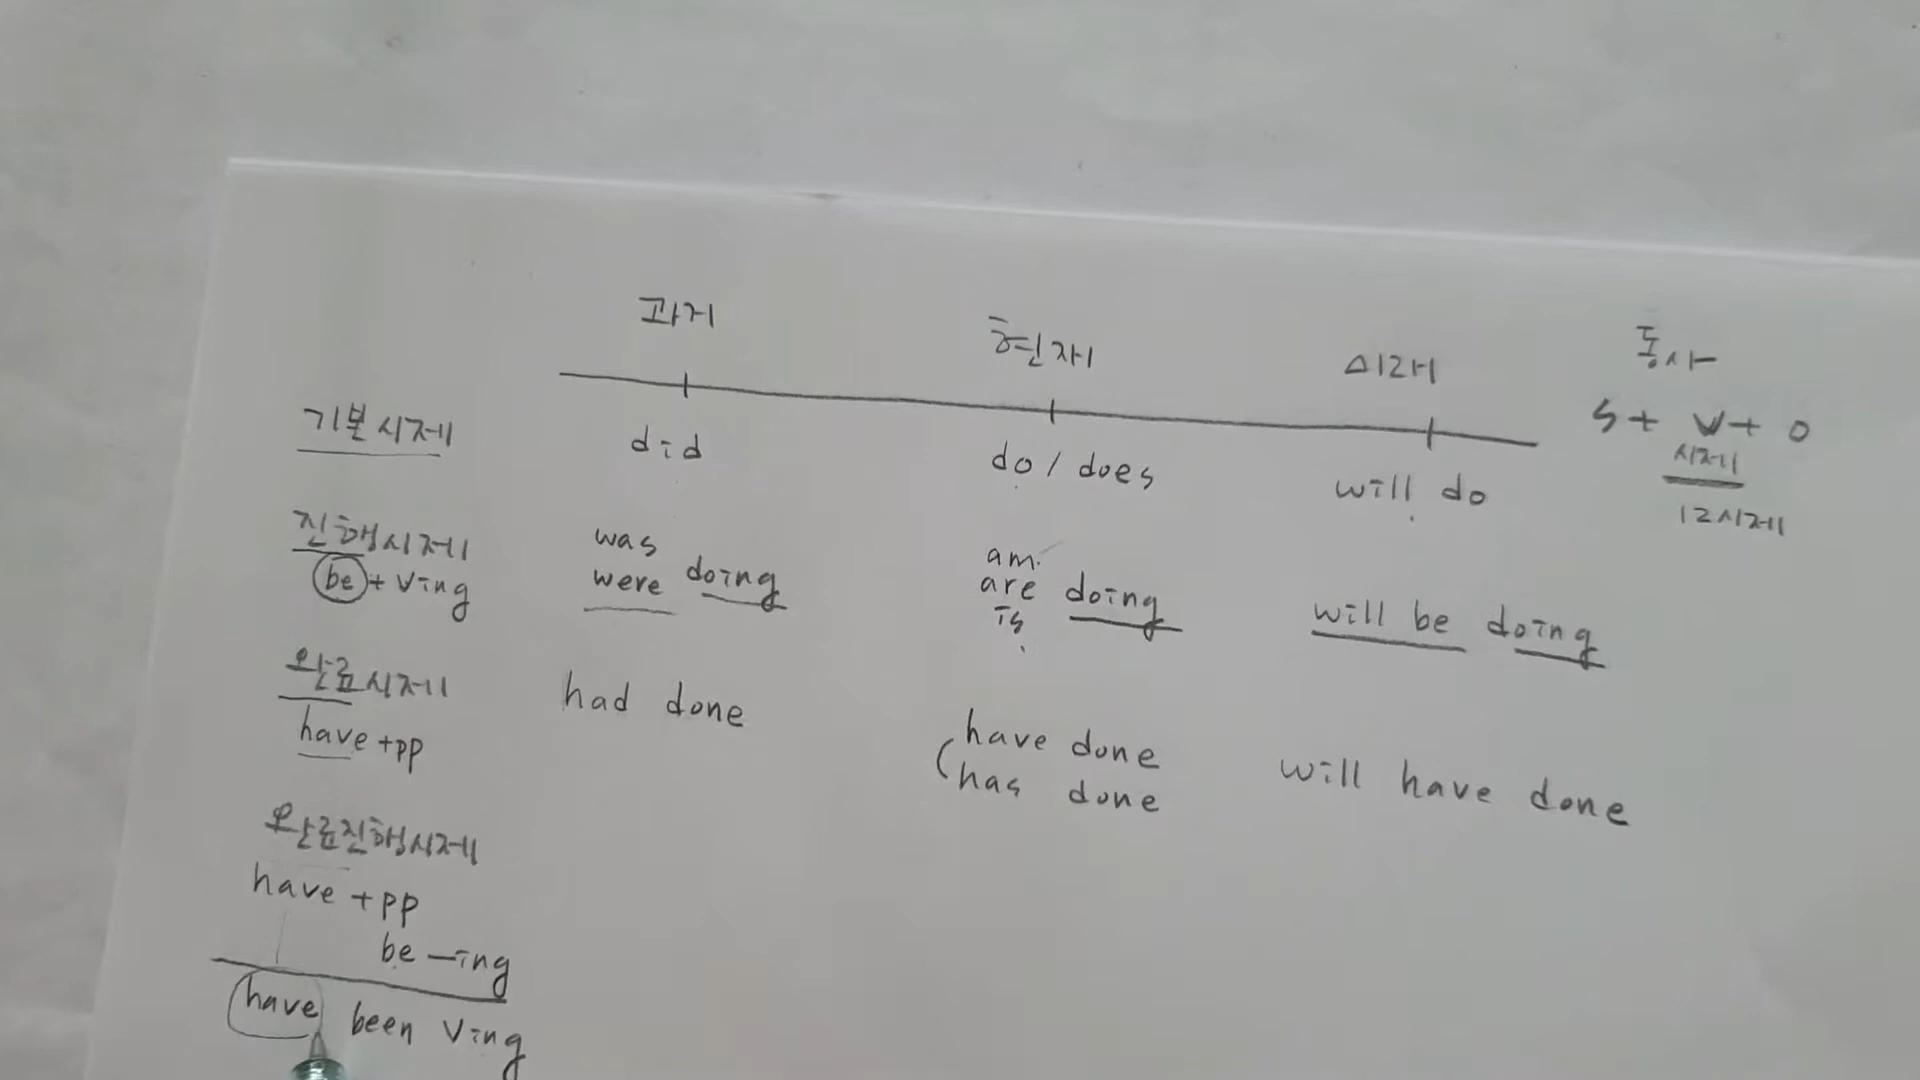 과거 현재 미래 동사
S + V + O
시제
12시제
기본시제 did do / does will do
진행시제 was am
be + Ving were doing are doing will be doing
is
완료시제 had done have done will have done
have + pp has done
완료진행시제
have + pp
be -ing
have been Ving